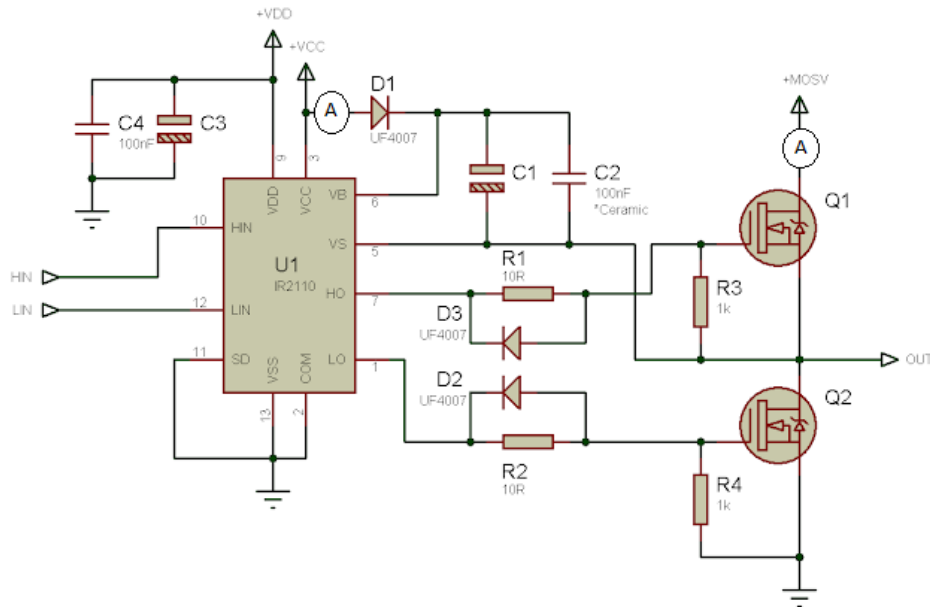 +VDD
+VCC
+MOSV
A
D1
UF4007
A
C4
100nF
C3
9
3
VDD
VCC
VB
6
C1
C2
100nF
*Ceramic
Q1
10
HIN
VS
5
HIN
U1
IR2110
R1
10R
R3
1k
LIN
12
LIN
HO
7
D3
UF4007
OUT
11
SD
LO
1
D2
UF4007
Q2
VSS
COM
13
2
R2
10R
R4
1k